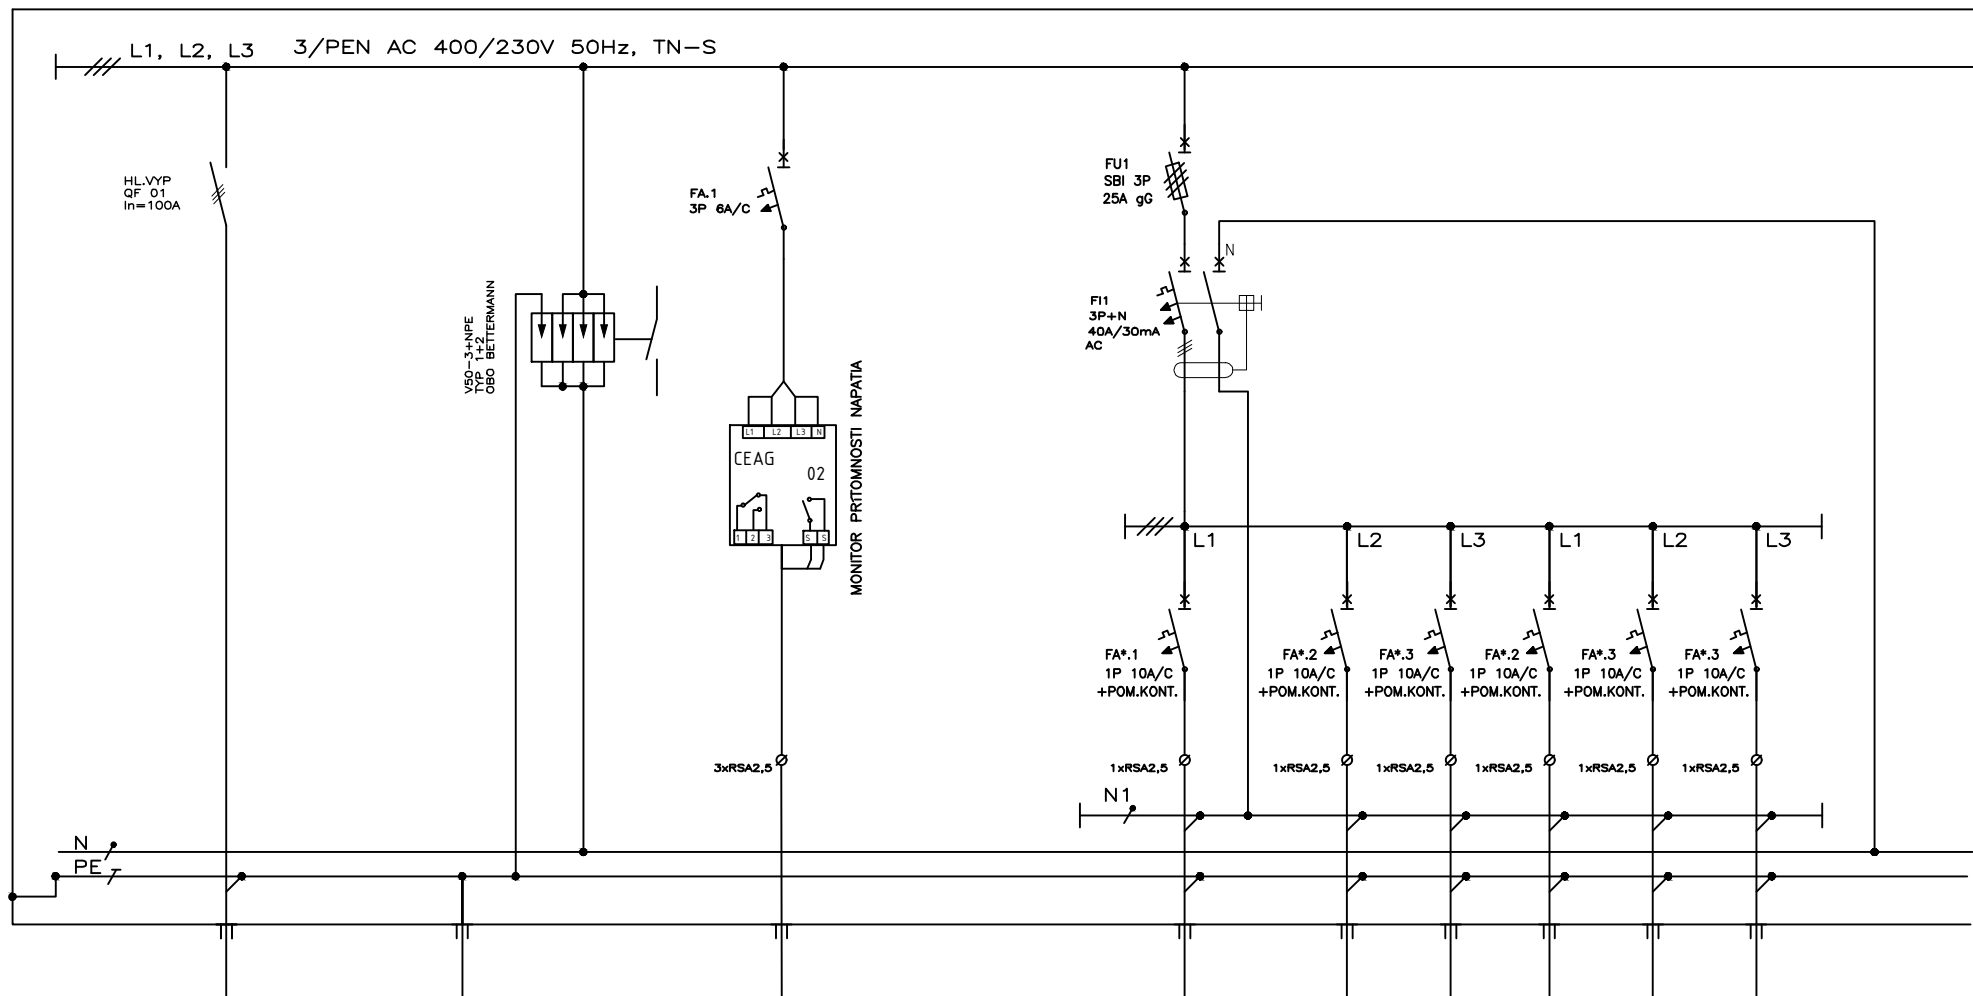 L1, L2, L3 3/PEN AC 400/230V 50Hz, TN-S
HL.VYP
QF 01
In=100A
V50-3+NPE
TYP 1+2
OBO BETTERMANN
FA.1
3P 6A/C
L1 L2 L3 N
CEAG
02
1 2 3 S S
MONITOR PRITOMNOSTI NAPATIA
3xRSA2,5
FU1
SBI 3P
25A gG
N
FI1
3P+N
40A/30mA
AC
L1 L2 L3 L1 L2 L3
FA*.1
1P 10A/C
+POM.KONT.
FA*.2
1P 10A/C
+POM.KONT.
FA*.3
1P 10A/C
+POM.KONT.
FA*.2
1P 10A/C
+POM.KONT.
FA*.3
1P 10A/C
+POM.KONT.
FA*.3
1P 10A/C
+POM.KONT.
1xRSA2,5 1xRSA2,5 1xRSA2,5 1xRSA2,5 1xRSA2,5 1xRSA2,5
N1
N
PE